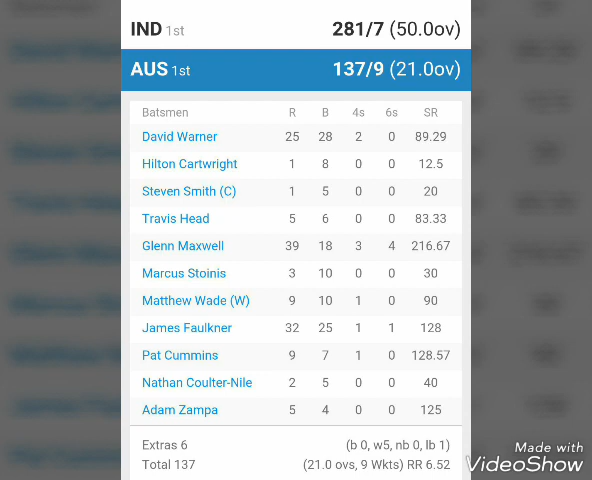 IND 1st 281/7 (50.0ov)
AUS 1st 137/9 (21.0ov)
Batsmen R B 4s 6s SR
David Warner 25 28 2 0 89.29
Hilton Cartwright 1 8 0 0 12.5
Steven Smith (C) 1 5 0 0 20
Travis Head 5 6 0 0 83.33
Glenn Maxwell 39 18 3 4 216.67
Marcus Stoinis 3 10 0 0 30
Matthew Wade (W) 9 10 1 0 90
James Faulkner 32 25 1 1 128
Pat Cummins 9 7 1 0 128.57
Nathan Coulter-Nile 2 5 0 0 40
Adam Zampa 5 4 0 0 125
Extras 6 (b 0, w5, nb 0, lb 1)
Total 137 (21.0 ovs, 9 Wkts) RR 6.52
Made with
VideoShow